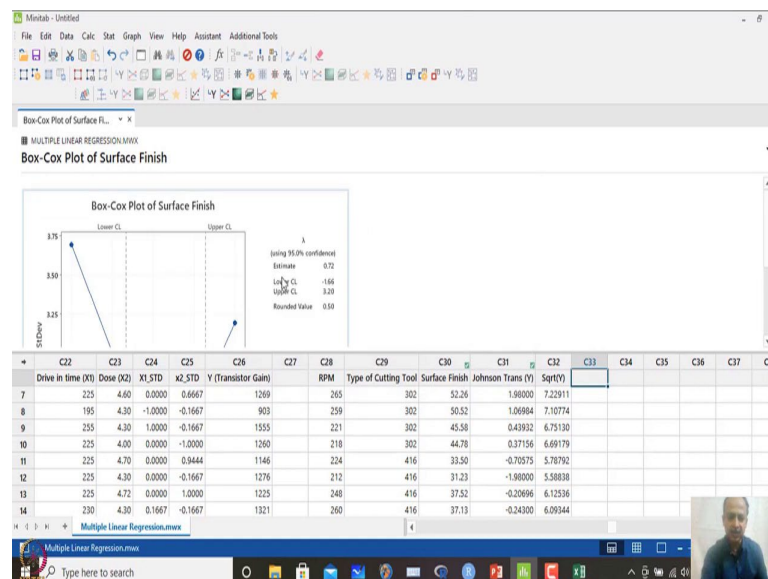 Minitab - Untitled
File Edit Data Calc Stat Graph View Help Assistant Additional Tools
Box-Cox Plot of Surface Fi...
MULTIPLE LINEAR REGRESSION.MWX
Box-Cox Plot of Surface Finish
Box-Cox Plot of Surface Finish
Lower CL Upper CL
λ
(using 95.0% confidence)
Estimate 0.72
Lower CL -1.66
Upper CL 3.20
Rounded Value 0.50
3.75
3.50
3.25
StDev
C22 C23 C24 C25 C26 C27 C28 C29 C30 C31 C32 C33 C34 C35 C36 C37
Drive in time (X1) Dose (X2) X1_STD x2_STD Y (Transistor Gain) RPM Type of Cutting Tool Surface Finish Johnson Trans (Y) Sqrt(Y)
7 225 4.60 0.0000 0.6667 1269 265 302 52.26 1.98000 7.22911
8 195 4.30 -1.0000 -0.1667 903 259 302 50.52 1.06984 7.10774
9 255 4.30 1.0000 -0.1667 1555 221 302 45.58 0.43932 6.75130
10 225 4.00 0.0000 -1.0000 1260 218 302 44.78 0.37156 6.69179
11 225 4.70 0.0000 0.9444 1146 224 416 33.50 -0.70575 5.78792
12 225 4.30 0.0000 -0.1667 1276 212 416 31.23 -1.98000 5.58838
13 225 4.72 0.0000 1.0000 1225 248 416 37.52 -0.20696 6.12536
14 230 4.30 0.1667 -0.1667 1321 260 416 37.13 -0.24300 6.09344
Multiple Linear Regression.mwx
Multiple Linear Regression.mwx
Type here to search